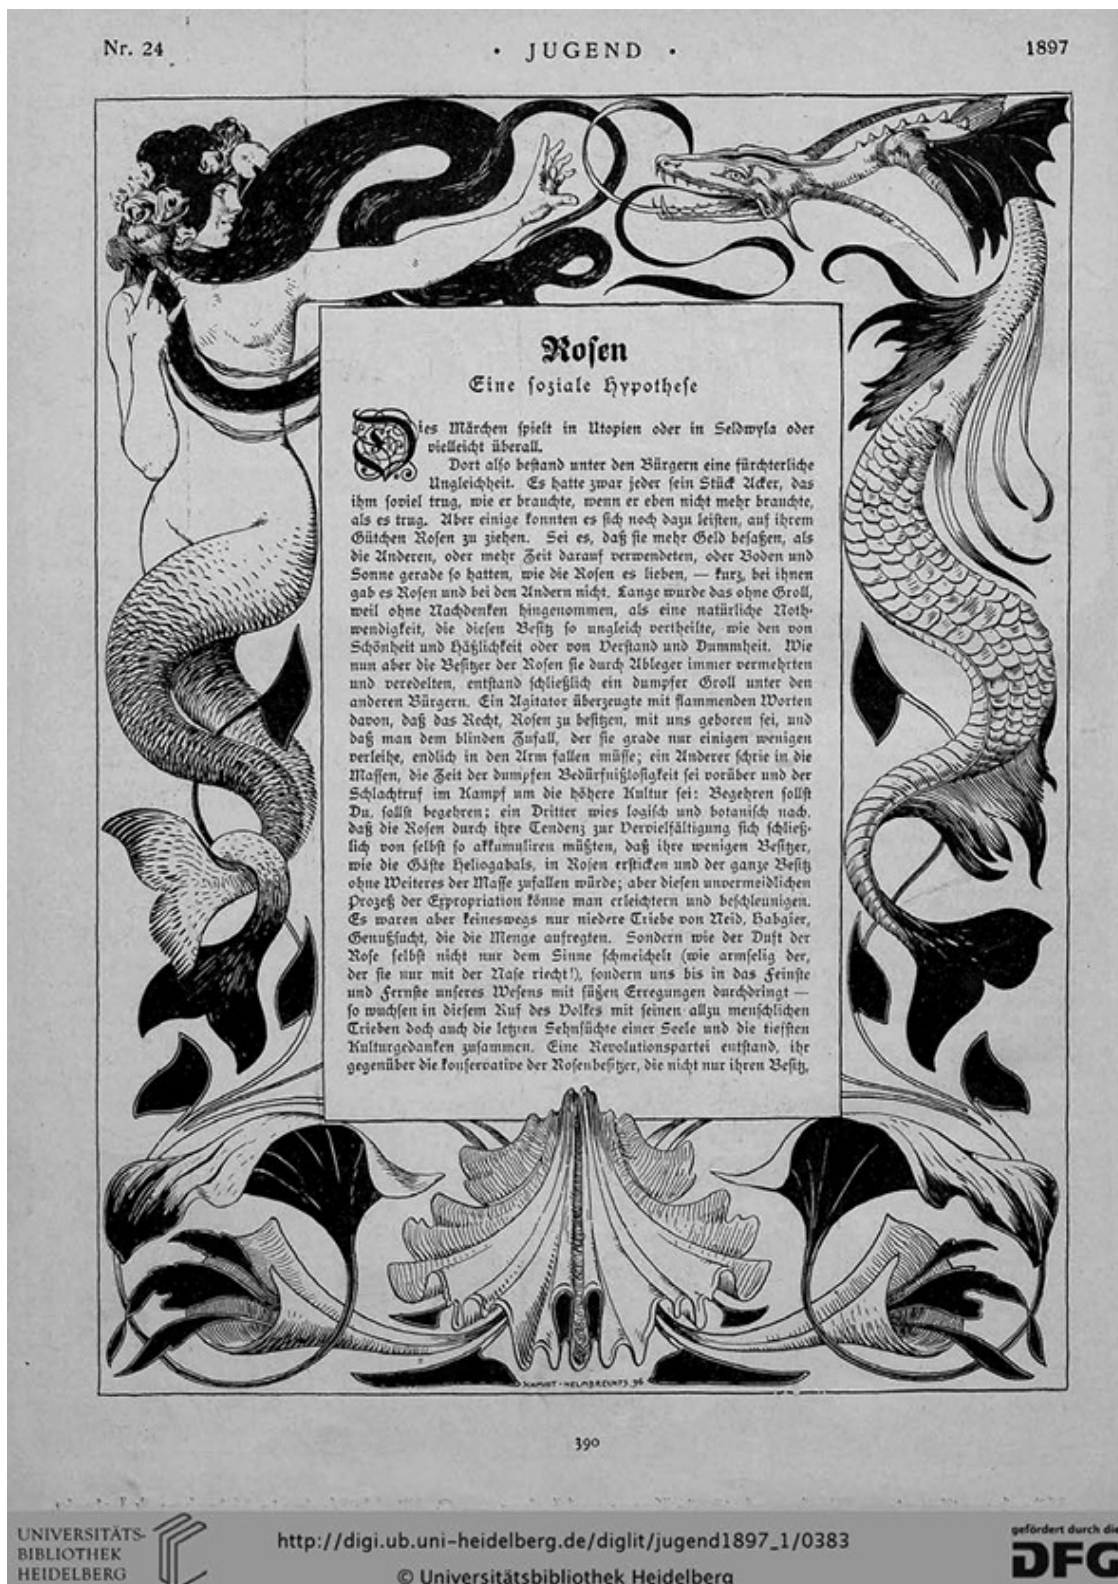 Nr. 24
• JUGEND •
1897
Rosen
Eine soziale Hypothese
Dies Märchen spielt in Utopien oder in Seldwyla oder
vielleicht überall.
Dort also bestand unter den Bürgern eine fürchterliche
Ungleichheit. Es hatte zwar jeder sein Stück Acker, das
ihm soviel trug, wie er brauchte, wenn er eben nicht mehr brauchte,
als es trug. Aber einige konnten es sich noch dazu leisten, auf ihrem
Gütchen Rosen zu ziehen. Sei es, daß sie mehr Geld besaßen, als
die Anderen, oder mehr Zeit darauf verwendeten, oder Boden und
Sonne gerade so hatten, wie die Rosen es lieben, — kurz, bei ihnen
gab es Rosen und bei den Andern nicht. Lange wurde das ohne Groll,
weil ohne Nachdenken hingenommen, als eine natürliche Noth-
wendigkeit, die diesen Besitz so ungleich vertheilte, wie den von
Schönheit und Häßlichkeit oder von Verstand und Dummheit. Wie
nun aber die Besitzer der Rosen sie durch Ableger immer vermehrten
und veredelten, entstand schließlich ein dumpfer Groll unter den
anderen Bürgern. Ein Agitator überzeugte mit flammenden Worten
davon, daß das Recht, Rosen zu besitzen, mit uns geboren sei, und
daß man dem blinden Zufall, der sie grade nur einigen wenigen
verleihe, endlich in den Arm fallen müsse; ein Anderer schrie in die
Massen, die Zeit der dumpfen Bedürfnißlosigkeit sei vorüber und der
Schlachtruf im Kampf um die höhere Kultur sei: Begehren sollst
Du, sollst begehren; ein Dritter wies logisch und botanisch nach,
daß die Rosen durch ihre Tendenz zur Vervielfältigung sich schließ-
lich von selbst so akkumuliren müßten, daß ihre wenigen Besitzer,
wie die Gäste Heliogabals, in Rosen ersticken und der ganze Besitz
ohne Weiteres der Masse zufallen würde; aber diesen unvermeidlichen
Prozeß der Expropriation könne man erleichtern und beschleunigen.
Es waren aber keineswegs nur niedere Triebe von Neid, Habgier,
Genußsucht, die die Menge aufregten. Sondern wie der Duft der
Rose selbst nicht nur dem Sinne schmeichelt (wie armselig der,
der sie nur mit der Nase riecht!), sondern uns bis in das Feinste
und Fernste unseres Wesens mit süßen Erregungen durchdringt —
so wuchsen in diesem Ruf des Volkes mit seinen allzu menschlichen
Trieben doch auch die letzten Sehnsüchte einer Seele und die tiefsten
Kulturgedanken zusammen. Eine Revolutionspartei entstand, ihr
gegenüber die konservative der Rosenbesitzer, die nicht nur ihren Besitz,
SCHMIDT-HELMBRECHTS 96
390
UNIVERSITÄTS-
BIBLIOTHEK
HEIDELBERG
http://digi.ub.uni-heidelberg.de/diglit/jugend1897_1/0383
© Universitätsbibliothek Heidelberg
gefördert durch die
DFG